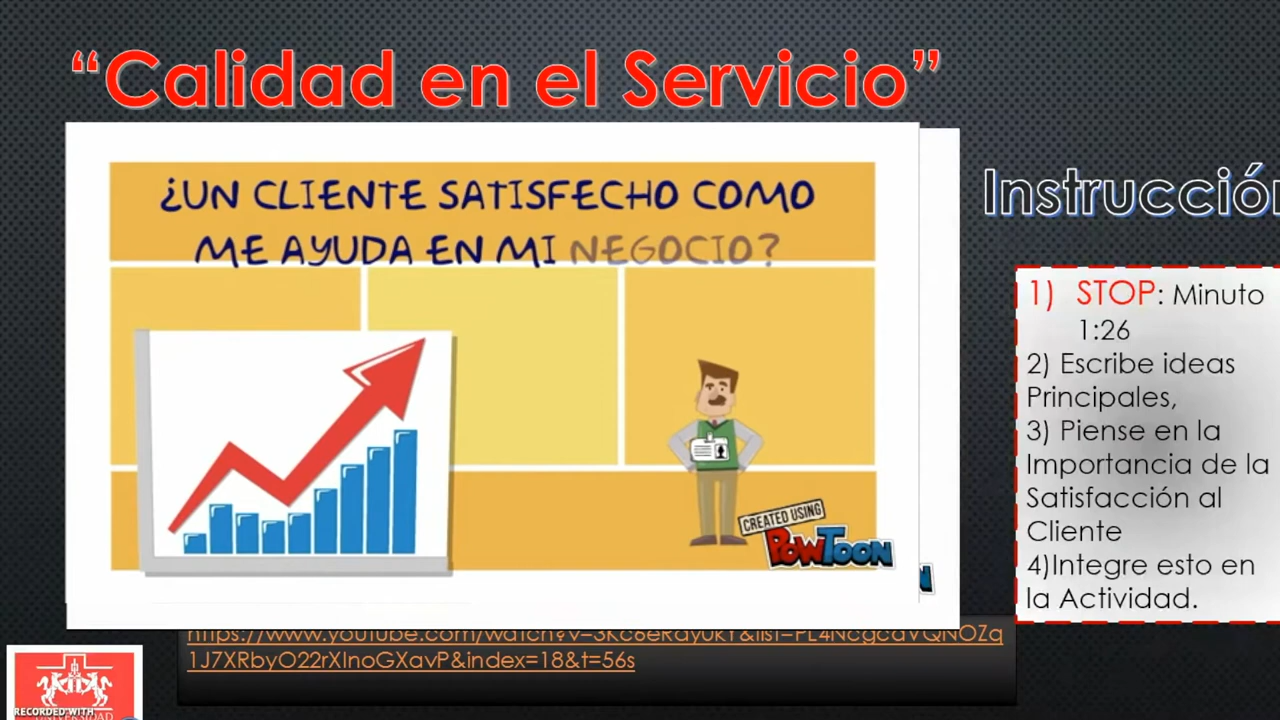 “Calidad en el Servicio”
¿UN CLIENTE SATISFECHO COMO
ME AYUDA EN MI NEGOCIO?
CREATED USING
POWTOON
Instrucción
1) STOP: Minuto
1:26
2) Escribe ideas
Principales,
3) Piense en la
Importancia de la
Satisfacción al
Cliente
4)Integre esto en
la Actividad.
1J7XRbyO22rXInoGXavP&index=18&t=56s
RECORDED WITH
UNIVERSIDAD